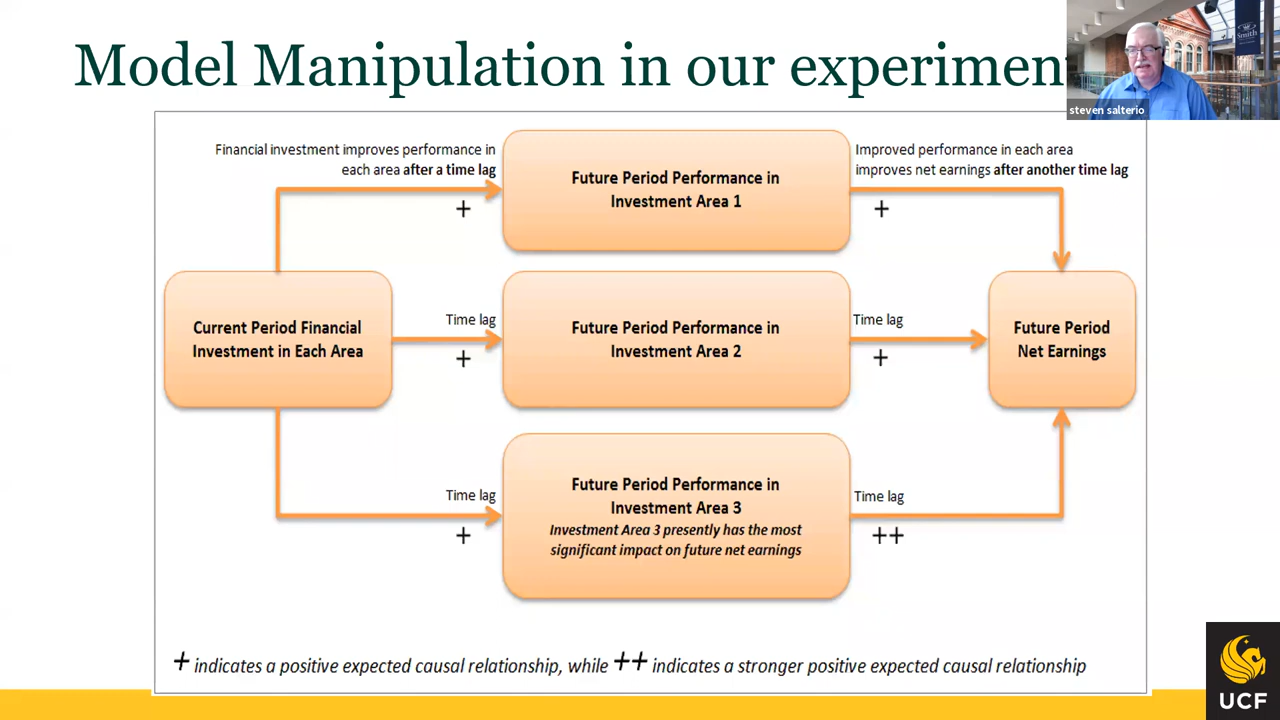 Model Manipulation in our experimen
Smith
steven salterio
Financial investment improves performance in
each area after a time lag
+
Future Period Performance in
Investment Area 1
Improved performance in each area
improves net earnings after another time lag
+
Current Period Financial
Investment in Each Area
Time lag
+
Future Period Performance in
Investment Area 2
Time lag
+
Future Period
Net Earnings
Time lag
+
Future Period Performance in
Investment Area 3
Investment Area 3 presently has the most
significant impact on future net earnings
Time lag
++
+ indicates a positive expected causal relationship, while ++ indicates a stronger positive expected causal relationship
UCF